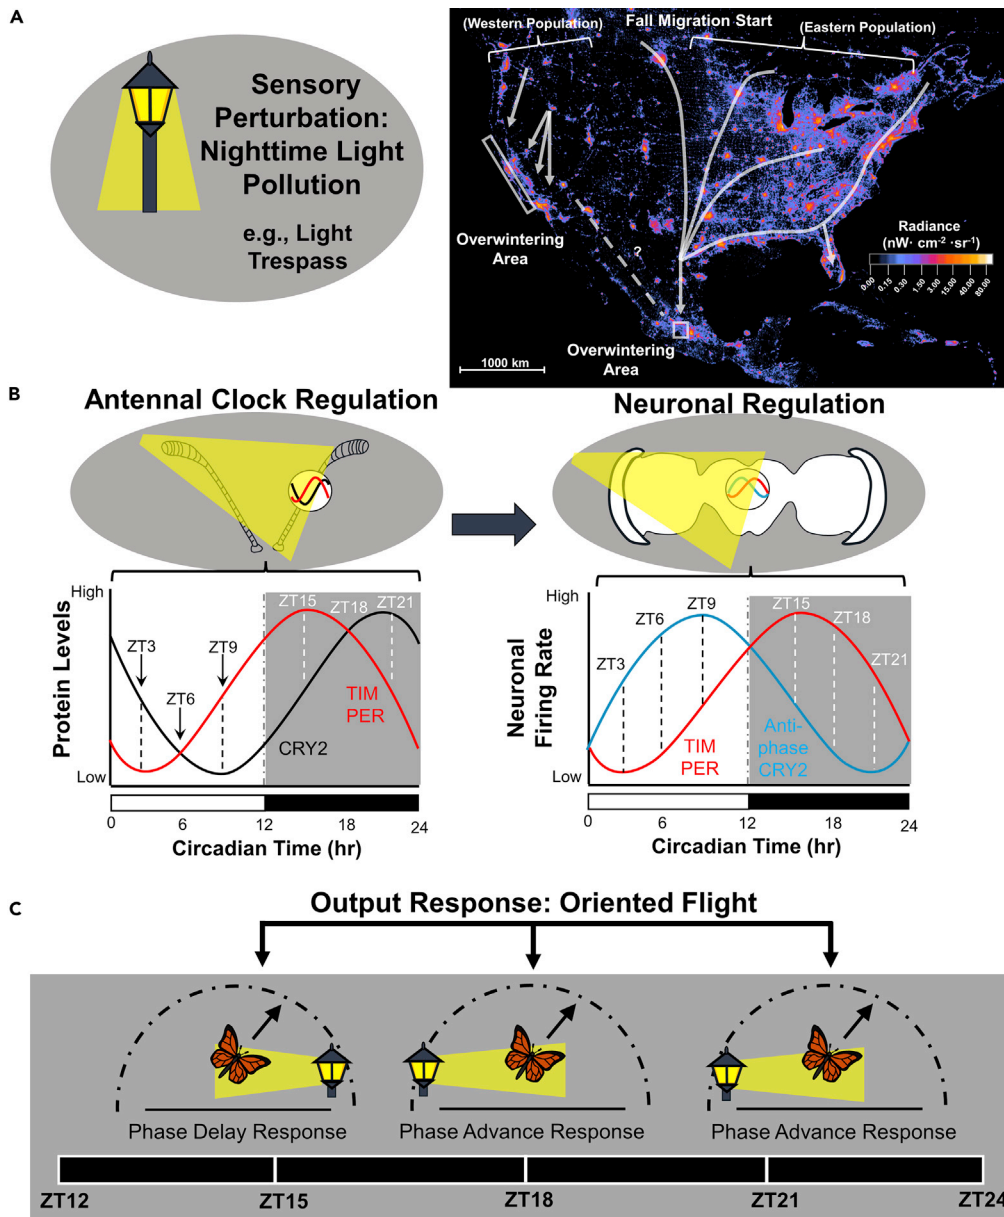 A
Sensory
Perturbation:
Nighttime Light
Pollution
e.g., Light
Trespass
(Western Population)
Fall Migration Start
(Eastern Population)
Overwintering
Area
?
Radiance
(nW· cm⁻² ·sr⁻¹)
0.00 0.15 0.30 1.50 3.00 15.00 40.00 80.00
Overwintering
Area
1000 km
B
Antennal Clock Regulation
Neuronal Regulation
High
Protein Levels
Low
ZT3
ZT6
ZT9
ZT15
ZT18
ZT21
TIM
PER
CRY2
0 6 12 18 24
Circadian Time (hr)
High
Neuronal
Firing Rate
Low
ZT3
ZT6
ZT9
ZT15
ZT18
ZT21
TIM
PER
Anti-
phase
CRY2
0 6 12 18 24
Circadian Time (hr)
C
Output Response: Oriented Flight
Phase Delay Response
Phase Advance Response
Phase Advance Response
ZT12 ZT15 ZT18 ZT21 ZT24